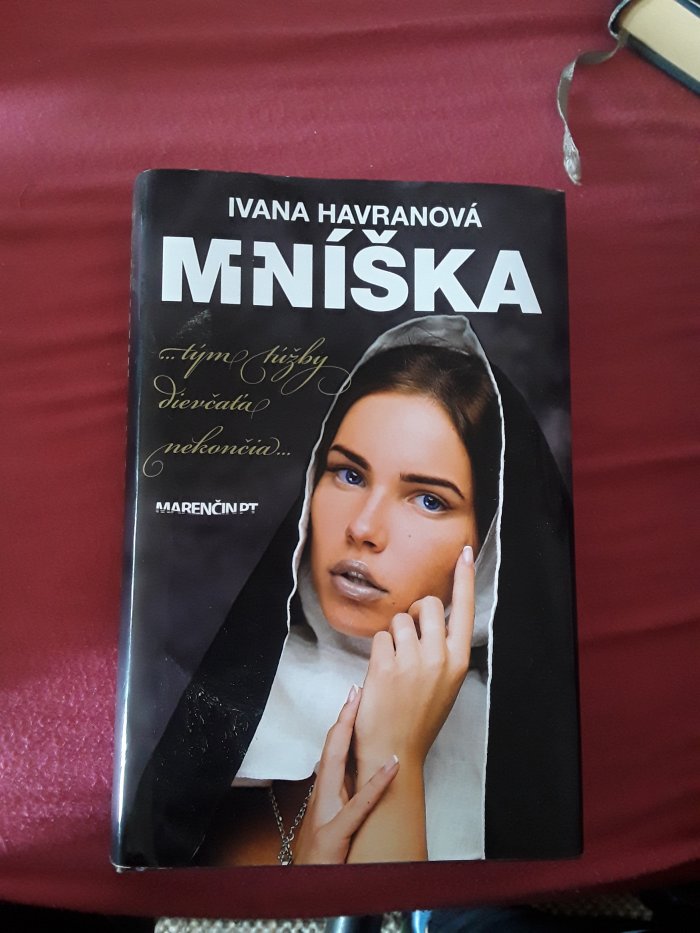 IVANA HAVRANOVÁ
MNÍŠKA
...tým túžby
dievčaťa
nekončia...
MARENČIN PT